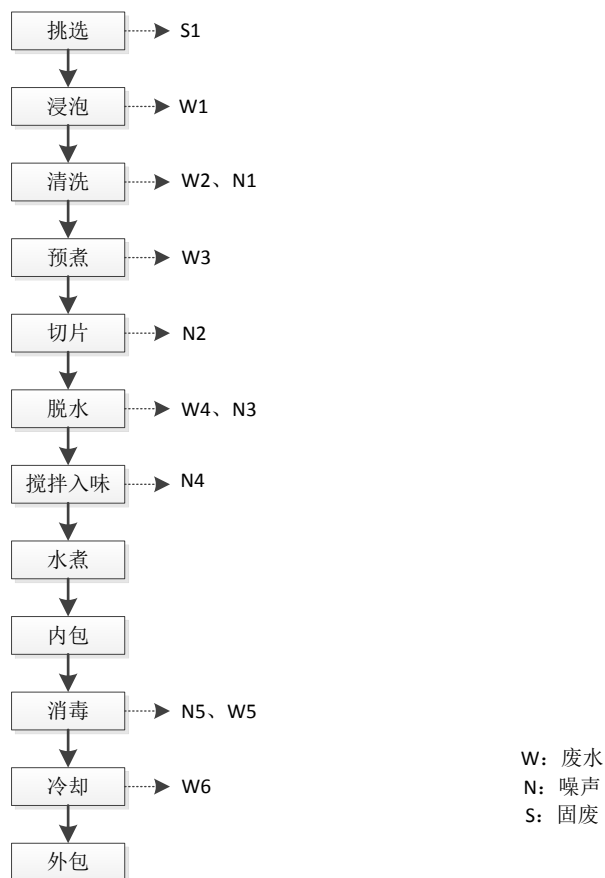 挑选 S1
浸泡 W1
清洗 W2、N1
预煮 W3
切片 N2
脱水 W4、N3
搅拌入味 N4
水煮
内包
消毒 N5、W5
冷却 W6
外包
W：废水
N：噪声
S：固废